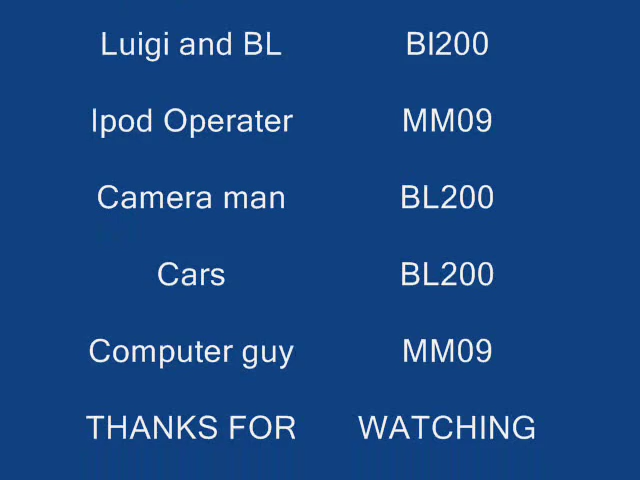 Luigi and BL BI200
Ipod Operater MM09
Camera man BL200
Cars BL200
Computer guy MM09
THANKS FOR WATCHING